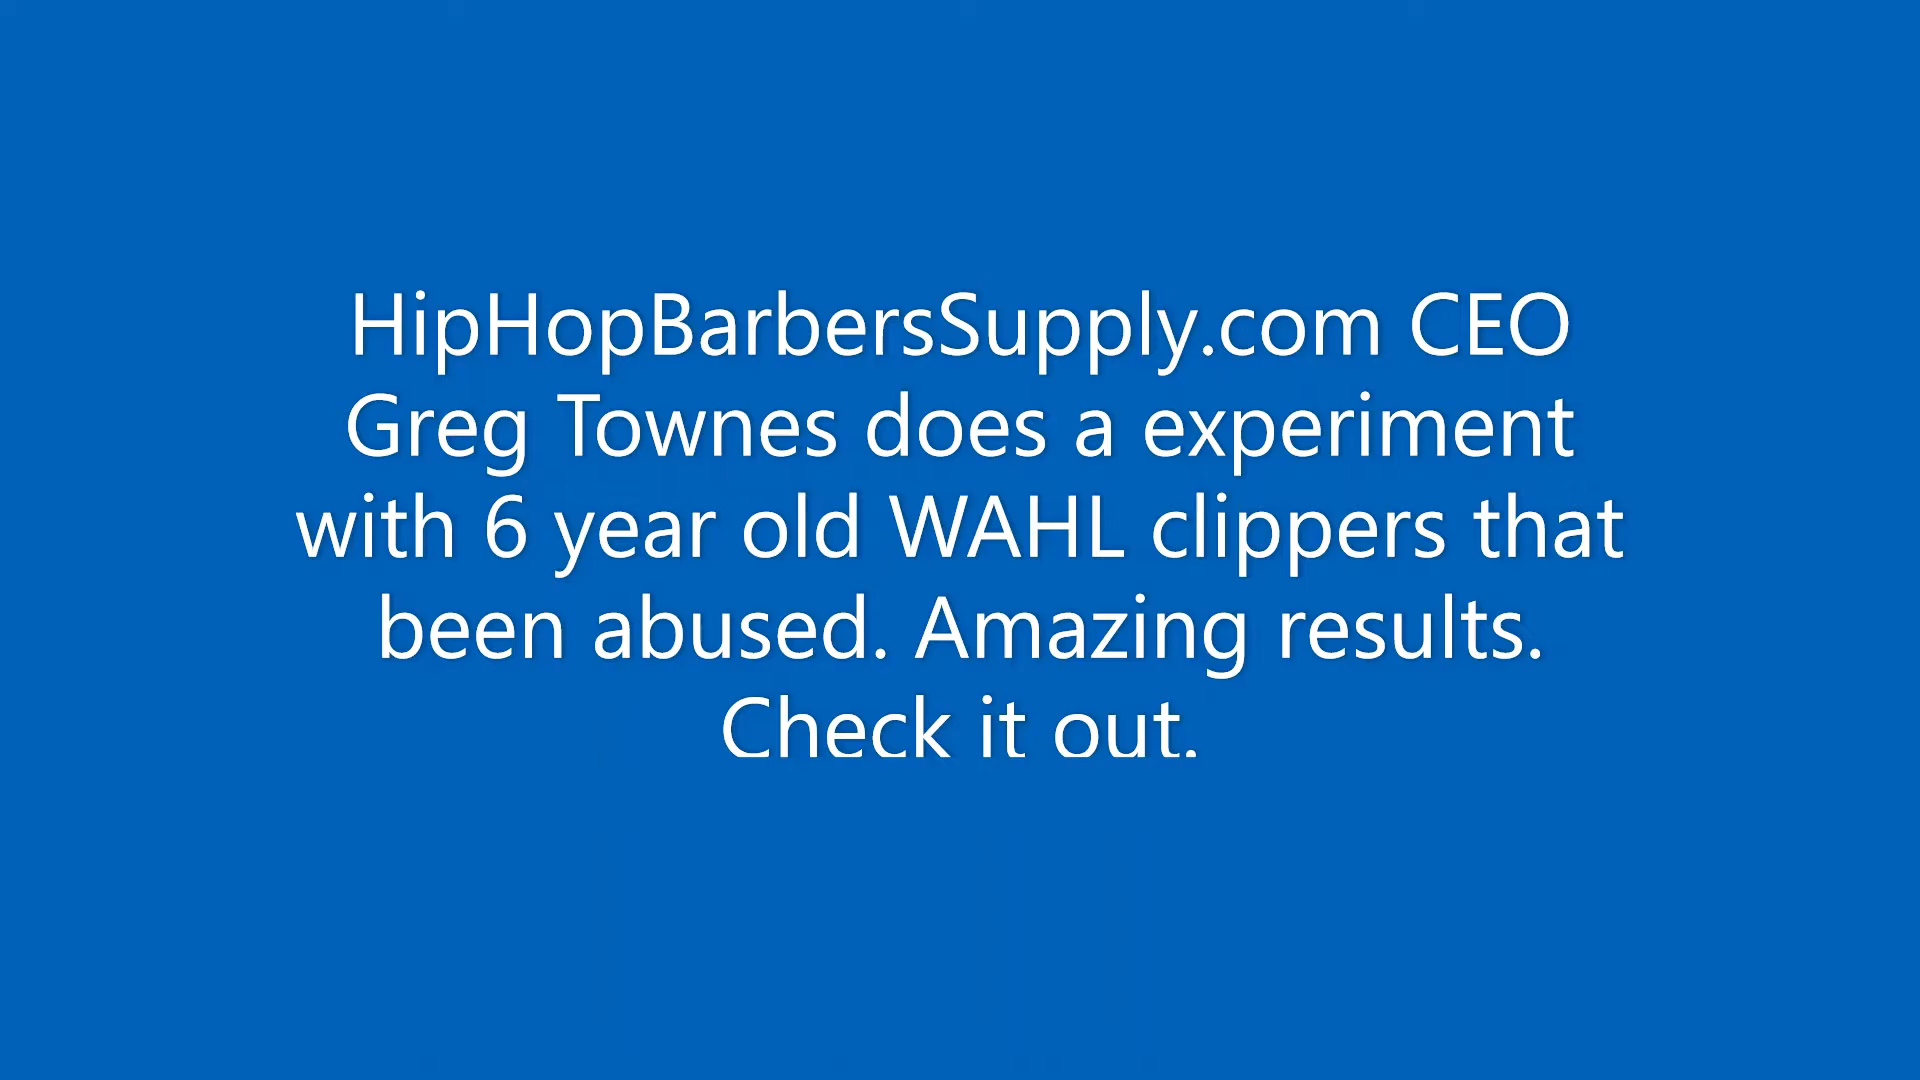 HipHopBarbersSupply.com CEO
Greg Townes does a experiment
with 6 year old WAHL clippers that
been abused. Amazing results.
Check it out.